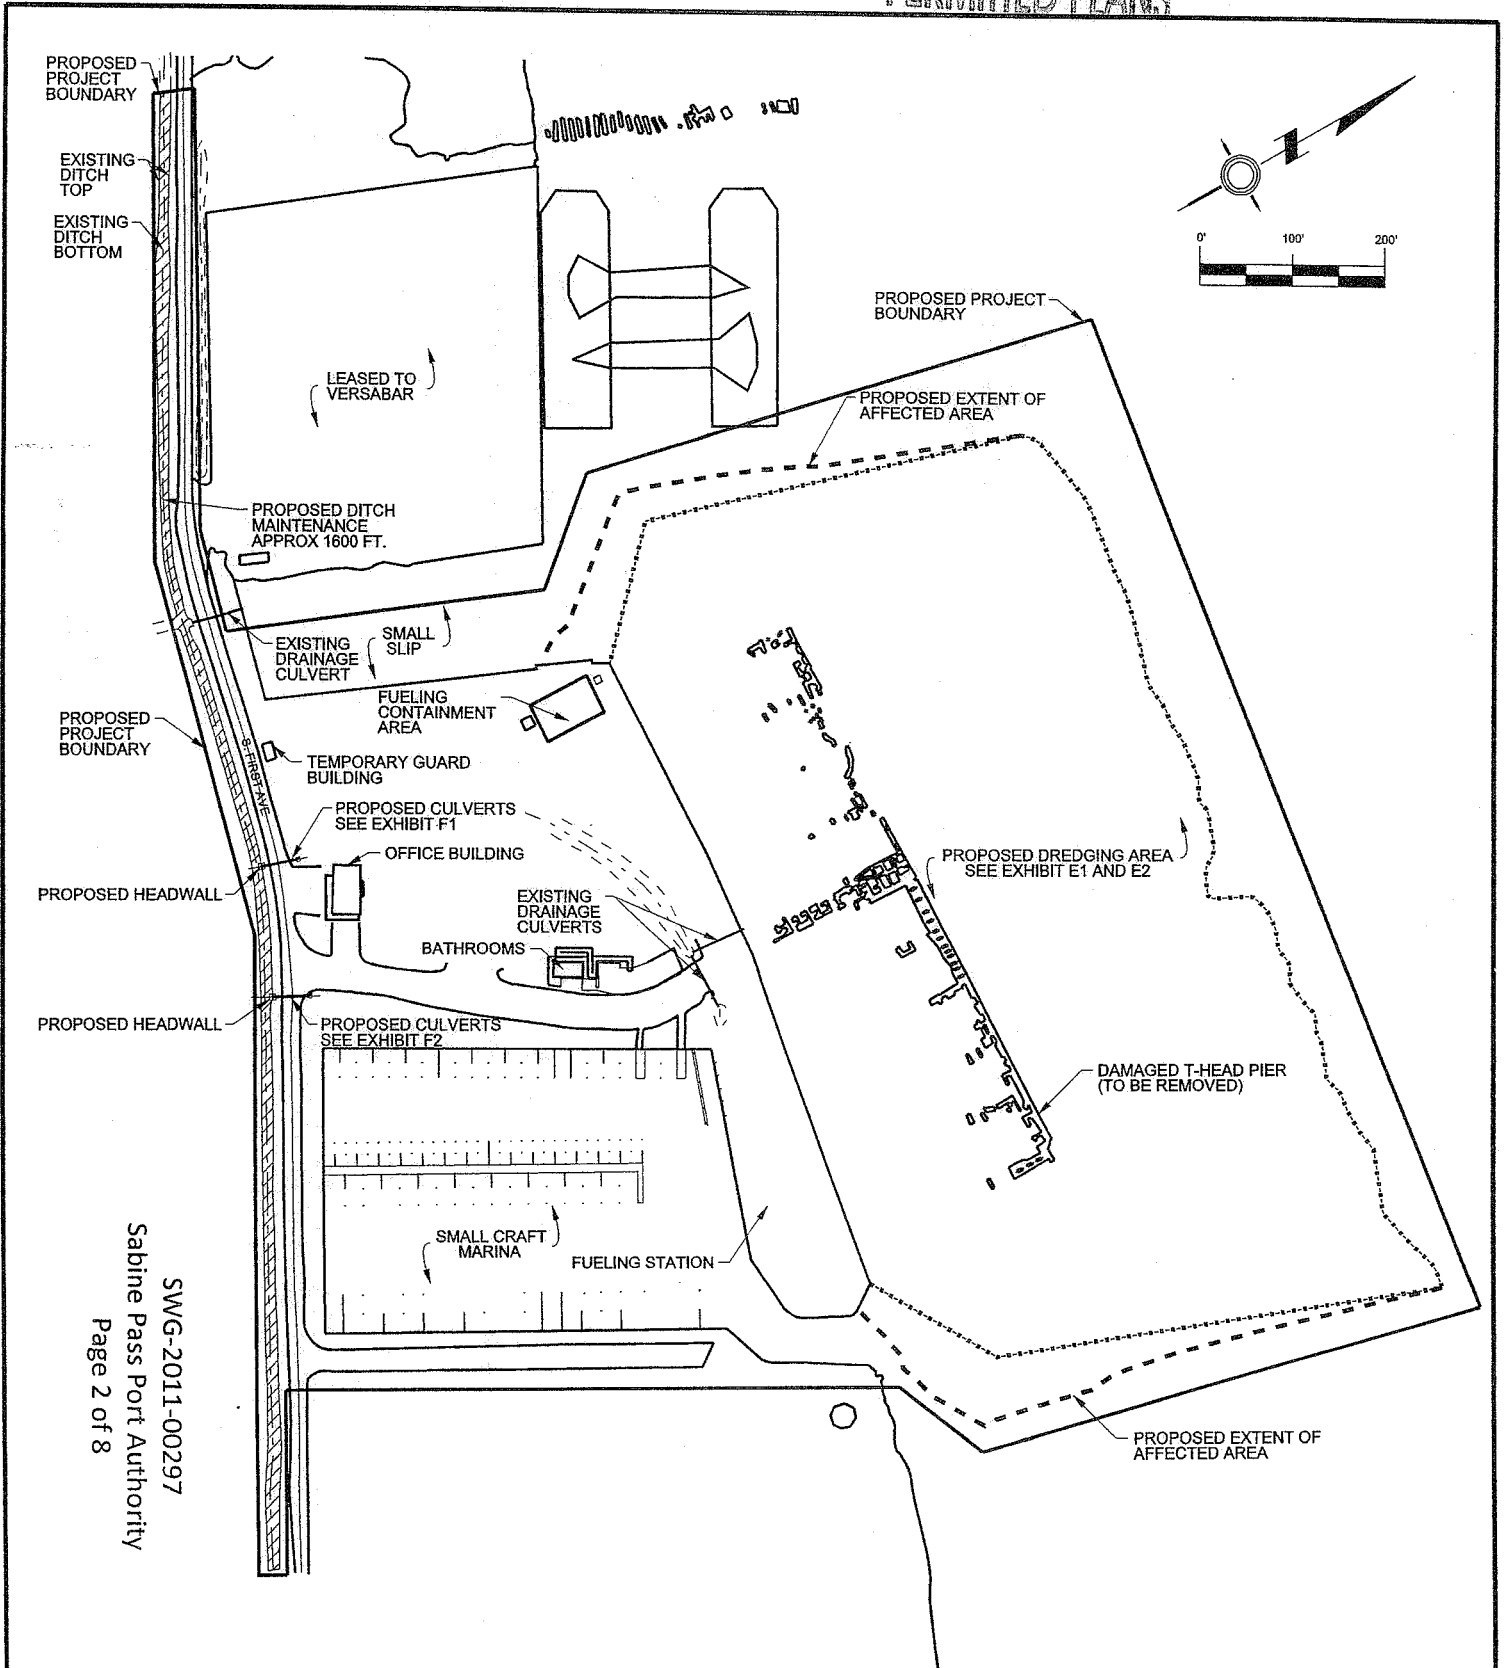 PERMITTED PLANS
PROPOSED
PROJECT
BOUNDARY
EXISTING
DITCH
TOP
EXISTING
DITCH
BOTTOM
N
0' 100' 200'
PROPOSED PROJECT
BOUNDARY
LEASED TO
VERSABAR
PROPOSED EXTENT OF
AFFECTED AREA
PROPOSED DITCH
MAINTENANCE
APPROX 1600 FT.
EXISTING
DRAINAGE
CULVERT
SMALL
SLIP
FUELING
CONTAINMENT
AREA
PROPOSED
PROJECT
BOUNDARY
S. FIRST AVE
TEMPORARY GUARD
BUILDING
PROPOSED CULVERTS
SEE EXHIBIT F1
OFFICE BUILDING
PROPOSED HEADWALL
EXISTING
DRAINAGE
CULVERTS
BATHROOMS
PROPOSED DREDGING AREA
SEE EXHIBIT E1 AND E2
PROPOSED HEADWALL
PROPOSED CULVERTS
SEE EXHIBIT F2
DAMAGED T-HEAD PIER
(TO BE REMOVED)
SMALL CRAFT
MARINA
FUELING STATION
PROPOSED EXTENT OF
AFFECTED AREA
SWG-2011-00297
Sabine Pass Port Authority
Page 2 of 8